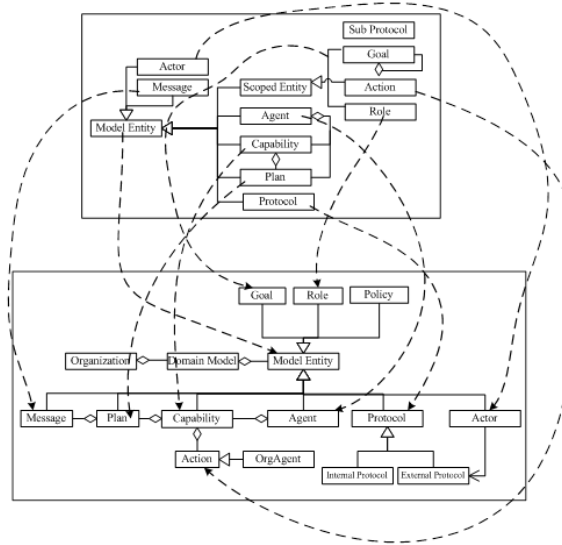 Sub Protocol
Goal
Actor
Message
Scoped Entity
Action
Role
Agent
Model Entity
Capability
Plan
Protocol
Goal
Role
Policy
Organization
Domain Model
Model Entity
Message
Plan
Capability
Agent
Protocol
Actor
Action
OrgAgent
Internal Protocol
External Protocol